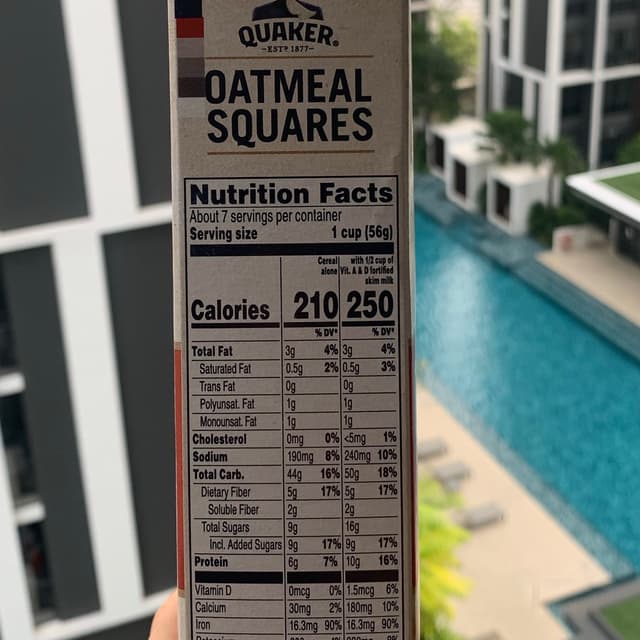 QUAKER®
-ESTD 1877-
OATMEAL
SQUARES
Nutrition Facts
About 7 servings per container
Serving size 1 cup (56g)
Cereal alone with 1/2 cup of Vit. A & D fortified skim milk
Calories 210 250
% DV* % DV*
Total Fat 3g 4% 3g 4%
Saturated Fat 0.5g 2% 0.5g 3%
Trans Fat 0g 0g
Polyunsat. Fat 1g 1g
Monounsat. Fat 1g 1g
Cholesterol 0mg 0% <5mg 1%
Sodium 190mg 8% 240mg 10%
Total Carb. 44g 16% 50g 18%
Dietary Fiber 5g 17% 5g 17%
Soluble Fiber 2g 2g
Total Sugars 9g 16g
Incl. Added Sugars 9g 17% 9g 17%
Protein 6g 7% 10g 16%
Vitamin D 0mcg 0% 1.5mcg 6%
Calcium 30mg 2% 180mg 10%
Iron 16.3mg 90% 16.3mg 90%